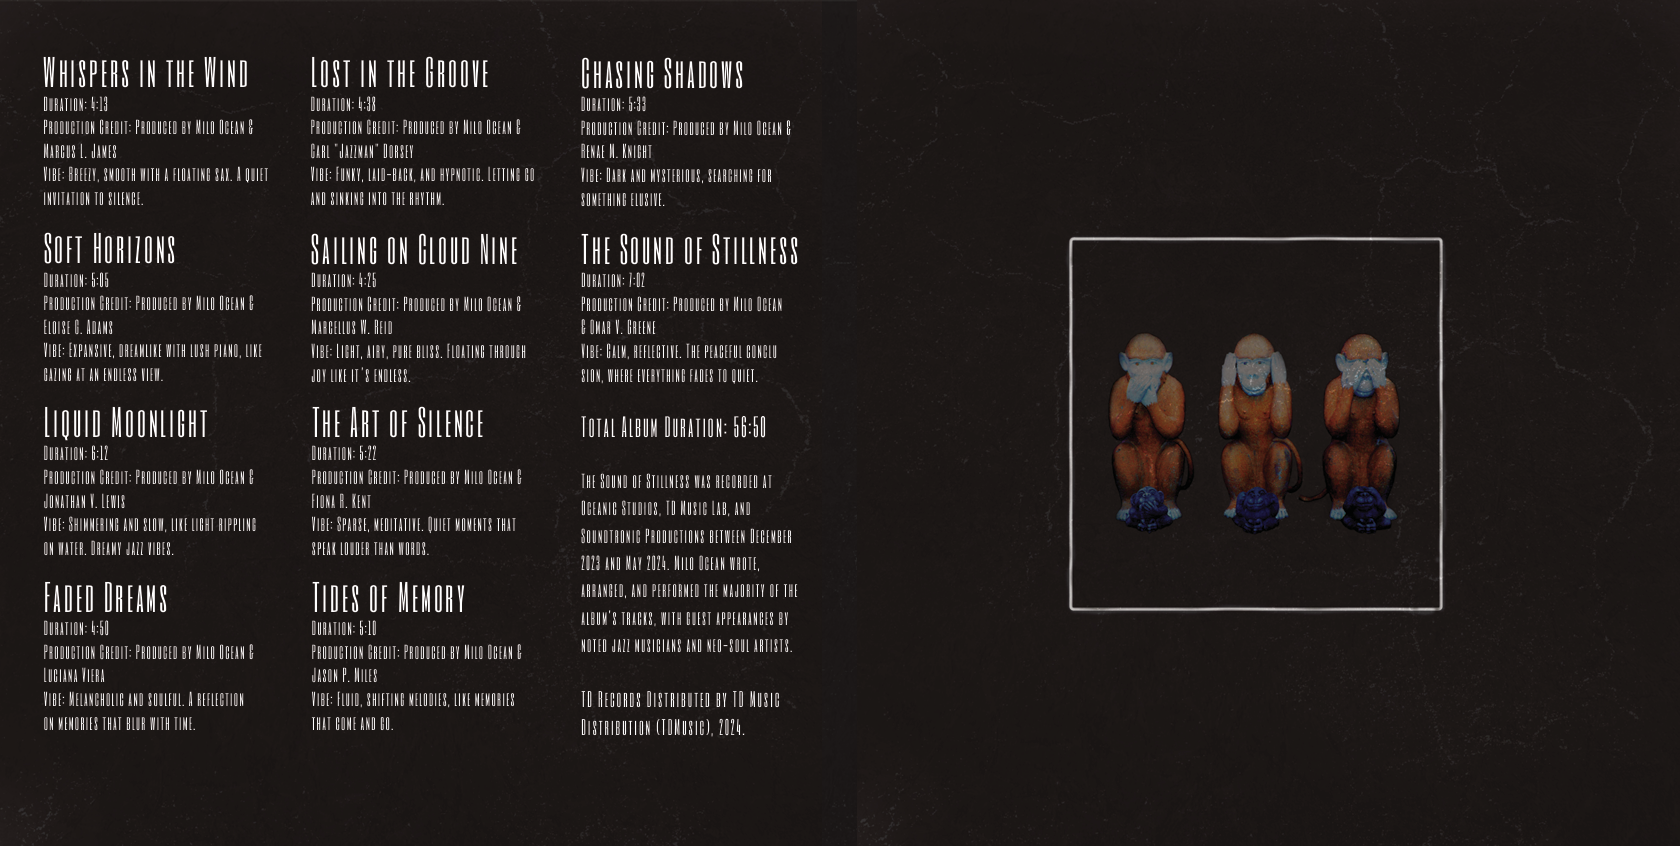 Whispers in the Wind
Duration: 4:13
Production Credit: Produced by Milo Ocean &
Marcus L. James
Vibe: Breezy, smooth with a floating sax. A quiet
invitation to silence.
Soft Horizons
Duration: 5:05
Production Credit: Produced by Milo Ocean &
Eloise G. Adams
Vibe: Expansive, dreamlike with lush piano, like
gazing at an endless view.
Liquid Moonlight
Duration: 6:12
Production Credit: Produced by Milo Ocean &
Jonathan V. Lewis
Vibe: Shimmering and slow, like light rippling
on water. Dreamy jazz vibes.
Faded Dreams
Duration: 4:50
Production Credit: Produced by Milo Ocean &
Luciana Viera
Vibe: Melancholic and soulful. A reflection
on memories that blur with time.
Lost in the Groove
Duration: 4:38
Production Credit: Produced by Milo Ocean &
Carl "Jazzman" Dorsey
Vibe: Funky, laid-back, and hypnotic. Letting go
and sinking into the rhythm.
Sailing on Cloud Nine
Duration: 4:25
Production Credit: Produced by Milo Ocean &
Marcellus W. Reid
Vibe: Light, airy, pure bliss. Floating through
joy like it's endless.
The Art of Silence
Duration: 5:22
Production Credit: Produced by Milo Ocean &
Fiona R. Kent
Vibe: Sparse, meditative. Quiet moments that
speak louder than words.
Tides of Memory
Duration: 5:10
Production Credit: Produced by Milo Ocean &
Jason P. Miles
Vibe: Fluid, shifting melodies, like memories
that come and go.
Chasing Shadows
Duration: 5:33
Production Credit: Produced by Milo Ocean &
Renae M. Knight
Vibe: Dark and mysterious, searching for
something elusive.
The Sound of Stillness
Duration: 7:02
Production Credit: Produced by Milo Ocean
& Omar V. Greene
Vibe: Calm, reflective. The peaceful conclu
sion, where everything fades to quiet.
Total Album Duration: 56:50
The Sound of Stillness was recorded at
Oceanic Studios, TD Music Lab, and
Soundtronic Productions between December
2023 and May 2024. Milo Ocean wrote,
arranged, and performed the majority of the
album's tracks, with guest appearances by
noted jazz musicians and neo-soul artists.
TD Records Distributed by TD Music
Distribution (TDMusic), 2024.